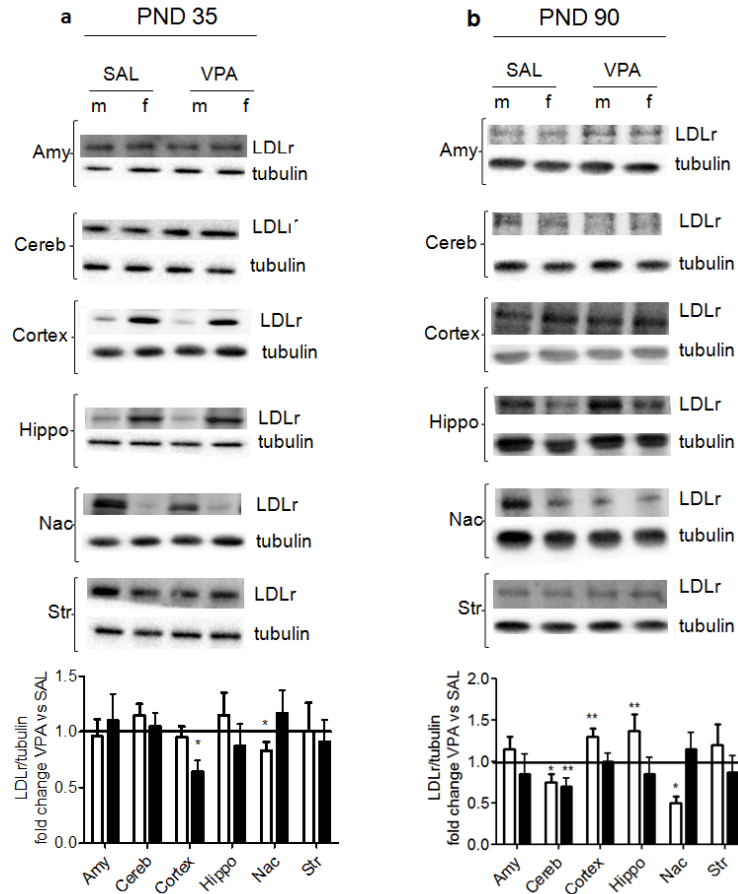 a PND 35
SAL VPA
m f m f
Amy LDLr
tubulin
Cereb LDLr
tubulin
Cortex LDLr
tubulin
Hippo LDLr
tubulin
Nac LDLr
tubulin
Str LDLr
tubulin
LDLr/tubulin
fold change VPA vs SAL
1.5
1.0
0.5
0.0
* *
Amy Cereb Cortex Hippo Nac Str
b PND 90
SAL VPA
m f m f
Amy LDLr
tubulin
Cereb LDLr
tubulin
Cortex LDLr
tubulin
Hippo LDLr
tubulin
Nac LDLr
tubulin
Str LDLr
tubulin
LDLr/tubulin
fold change VPA vs SAL
2.0
1.5
1.0
0.5
0.0
* ** ** ** *
Amy Cereb Cortex Hippo Nac Str